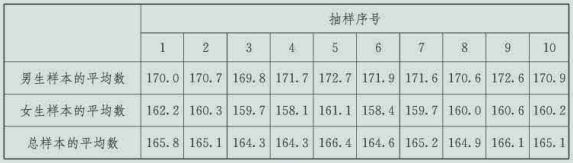 抽样序号
1 2 3 4 5 6 7 8 9 10
男生样本的平均数 170.0 170.7 169.8 171.7 172.7 171.9 171.6 170.6 172.6 170.9
女生样本的平均数 162.2 160.3 159.7 158.1 161.1 158.4 159.7 160.0 160.6 160.2
总样本的平均数 165.8 165.1 164.3 164.3 166.4 164.6 165.2 164.9 166.1 165.1